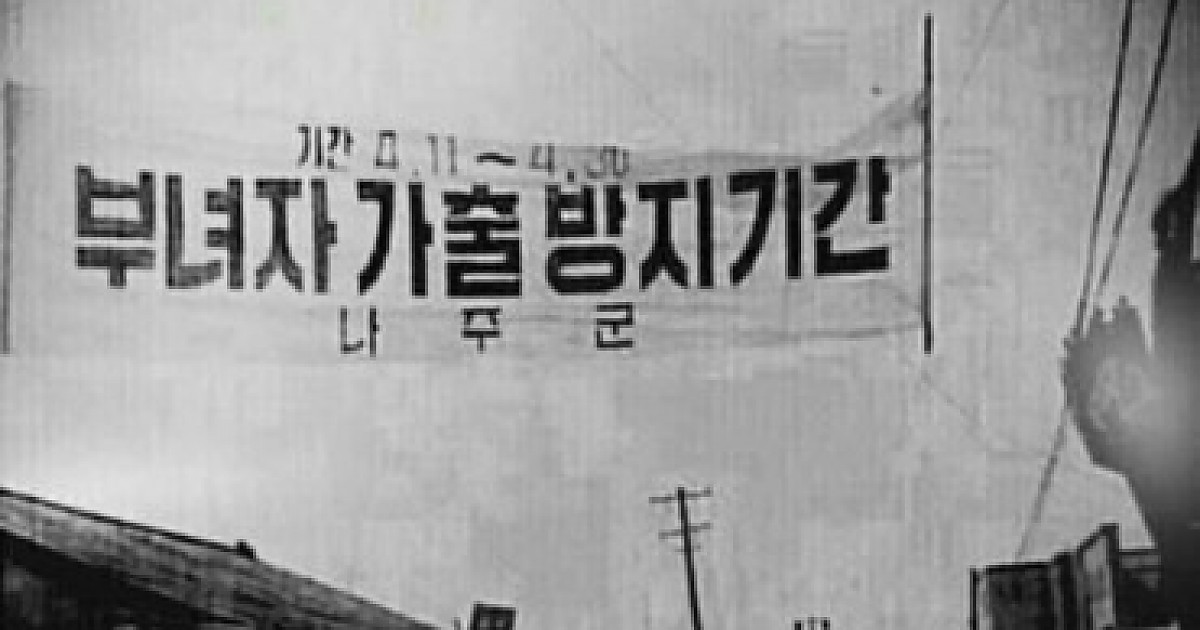 기간 4.11~4.30
부녀자 가출 방지기간
나주군